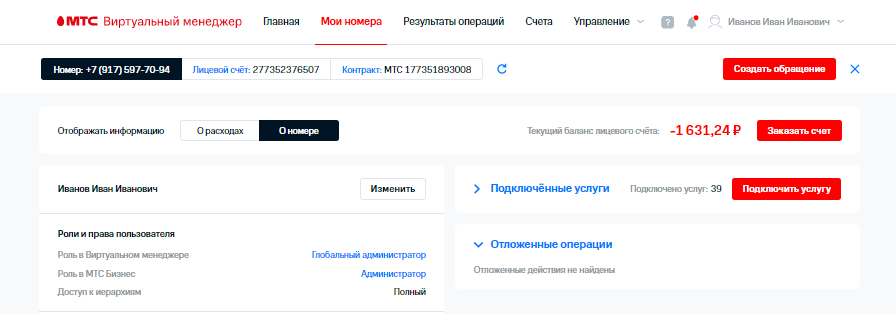 МТС Виртуальный менеджер Главная Мои номера Результаты операций Счета Управление ? Иванов Иван Иванович
Номер: +7 (917) 597-70-94 Лицевой счёт: 277352376507 Контракт: МТС 177351893008 Создать обращение
Отображать информацию О расходах О номере Текущий баланс лицевого счёта: -1 631,24 ₽ Заказать счет
Иванов Иван Иванович Изменить
Роли и права пользователя
Роль в Виртуальном менеджере Глобальный администратор
Роль в МТС Бизнес Администратор
Доступ к иерархиям Полный
Подключённые услуги Подключено услуг: 39 Подключить услугу
Отложенные операции
Отложенные действия не найдены